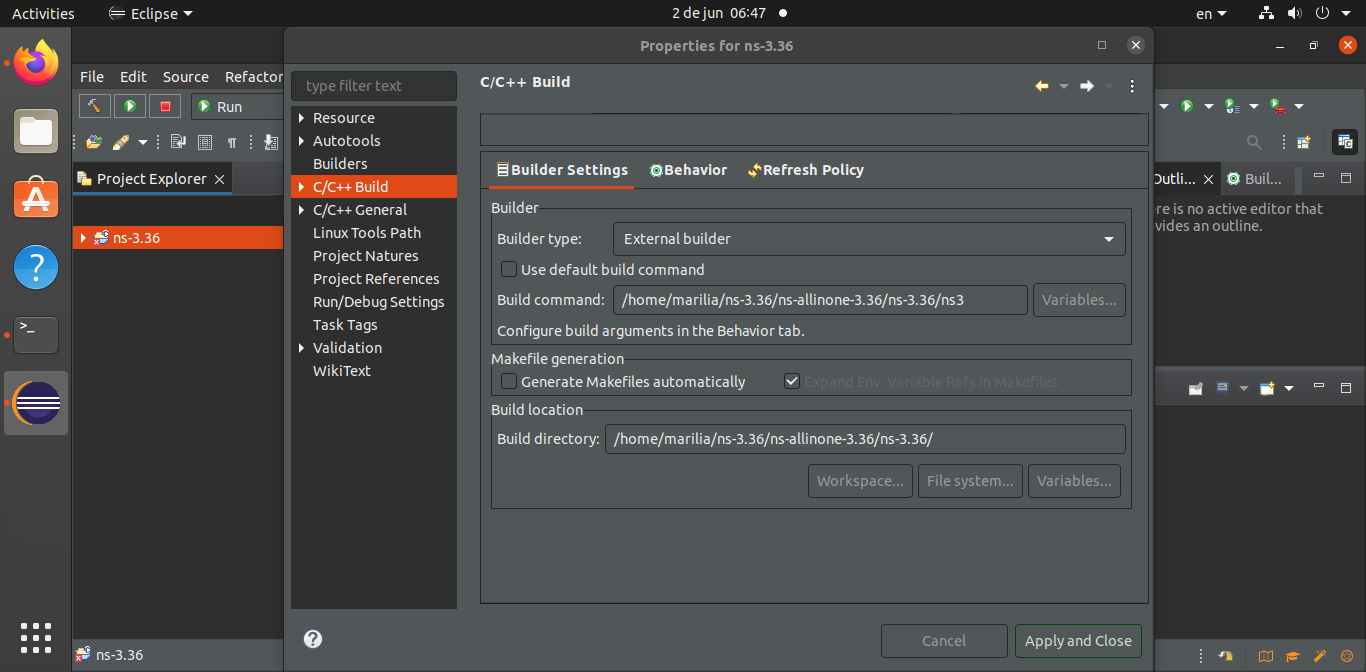 Activities
Eclipse
2 de jun 06:47
en
Properties for ns-3.36
File Edit Source Refactor
Run
Project Explorer
ns-3.36
type filter text
Resource
Autotools
Builders
C/C++ Build
C/C++ General
Linux Tools Path
Project Natures
Project References
Run/Debug Settings
Task Tags
Validation
WikiText
C/C++ Build
Builder Settings
Behavior
Refresh Policy
Builder
Builder type: External builder
Use default build command
Build command: /home/marilia/ns-3.36/ns-allinone-3.36/ns-3.36/ns3
Variables...
Configure build arguments in the Behavior tab.
Makefile generation
Generate Makefiles automatically
Expand Env. Variable Refs in Makefiles
Build location
Build directory: /home/marilia/ns-3.36/ns-allinone-3.36/ns-3.36/
Workspace...
File system...
Variables...
Cancel
Apply and Close
Outli...
Buil...
re is no active editor that
vides an outline.
ns-3.36